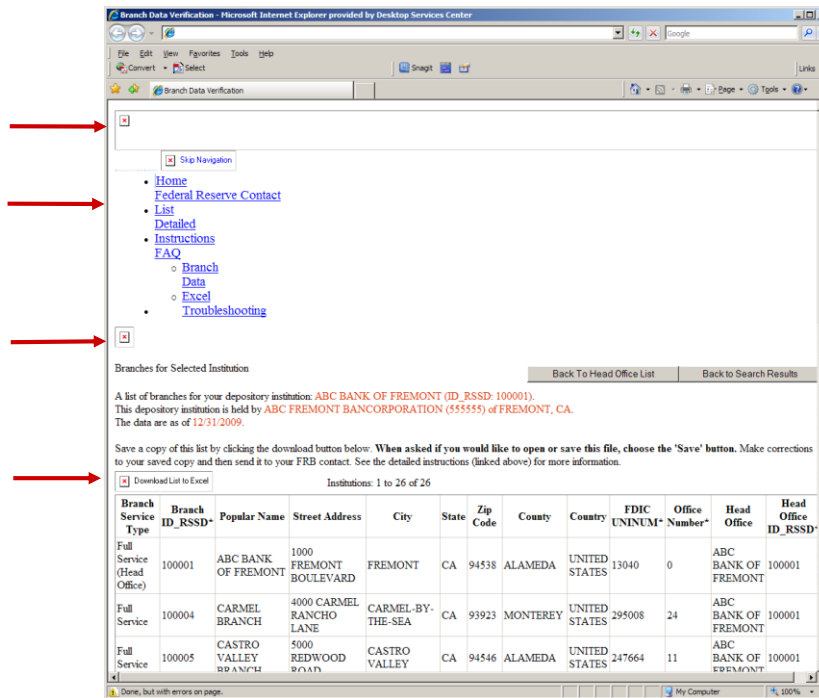 Branch Data Verification - Microsoft Internet Explorer provided by Desktop Services Center
Google
File Edit View Favorites Tools Help
Convert Select Snagit Links
Branch Data Verification Page Tools
Skip Navigation
Home
Federal Reserve Contact
List
Detailed
Instructions
FAQ
Branch
Data
Excel
Troubleshooting
Branches for Selected Institution
Back To Head Office List Back to Search Results
A list of branches for your depository institution: ABC BANK OF FREMONT (ID_RSSD: 100001).
This depository institution is held by ABC FREMONT BANCORPORATION (555555) of FREMONT, CA.
The data are as of 12/31/2009.
Save a copy of this list by clicking the download button below. When asked if you would like to open or save this file, choose the 'Save' button. Make corrections
to your saved copy and then send it to your FRB contact. See the detailed instructions (linked above) for more information.
Download List to Excel Institutions: 1 to 26 of 26
Branch Service Type Branch ID_RSSD* Popular Name Street Address City State Zip Code County Country FDIC UNINUM* Office Number* Head Office Head Office ID_RSSD*
Full Service (Head Office) 100001 ABC BANK OF FREMONT 1000 FREMONT BOULEVARD FREMONT CA 94538 ALAMEDA UNITED STATES 13040 0 ABC BANK OF FREMONT 100001
Full Service 100004 CARMEL BRANCH 4000 CARMEL RANCHO LANE CARMEL-BY-THE-SEA CA 93923 MONTEREY UNITED STATES 295008 24 ABC BANK OF FREMONT 100001
Full Service 100005 CASTRO VALLEY BRANCH 5000 REDWOOD ROAD CASTRO VALLEY CA 94546 ALAMEDA UNITED STATES 247664 11 ABC BANK OF FREMONT 100001
Done, but with errors on page. My Computer 100%